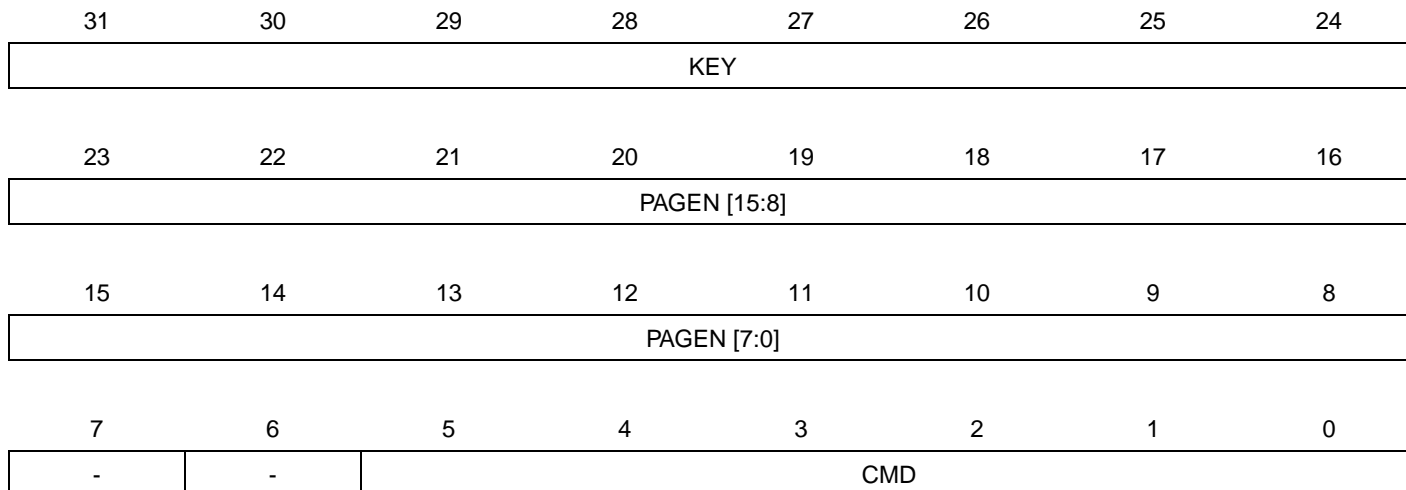 31 30 29 28 27 26 25 24
KEY
23 22 21 20 19 18 17 16
PAGEN [15:8]
15 14 13 12 11 10 9 8
PAGEN [7:0]
7 6 5 4 3 2 1 0
- - CMD